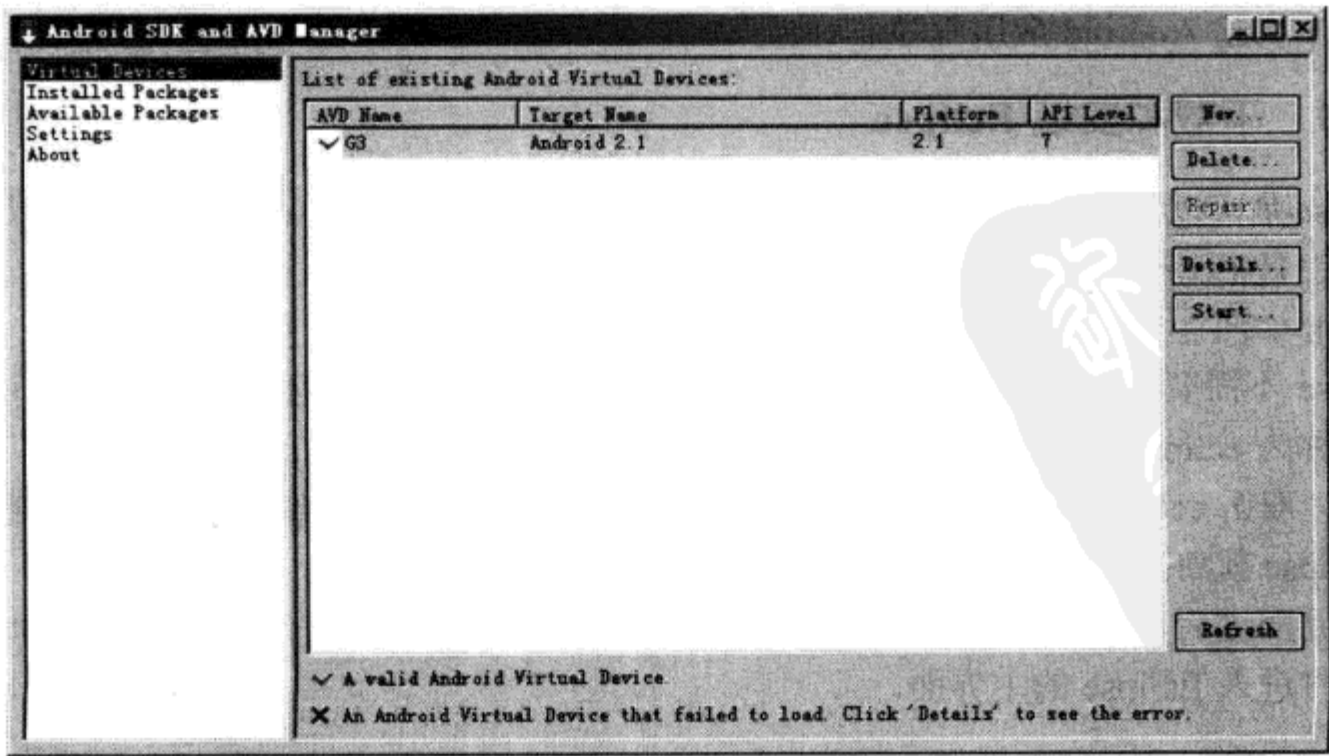 Android SDK and AVD Manager
Virtual Devices
Installed Packages
Available Packages
Settings
About
List of existing Android Virtual Devices:
AVD Name Target Name Platform API Level
G3 Android 2.1 2.1 7
New...
Delete...
Repair...
Details...
Start...
Refresh
A valid Android Virtual Device.
An Android Virtual Device that failed to load. Click 'Details' to see the error.